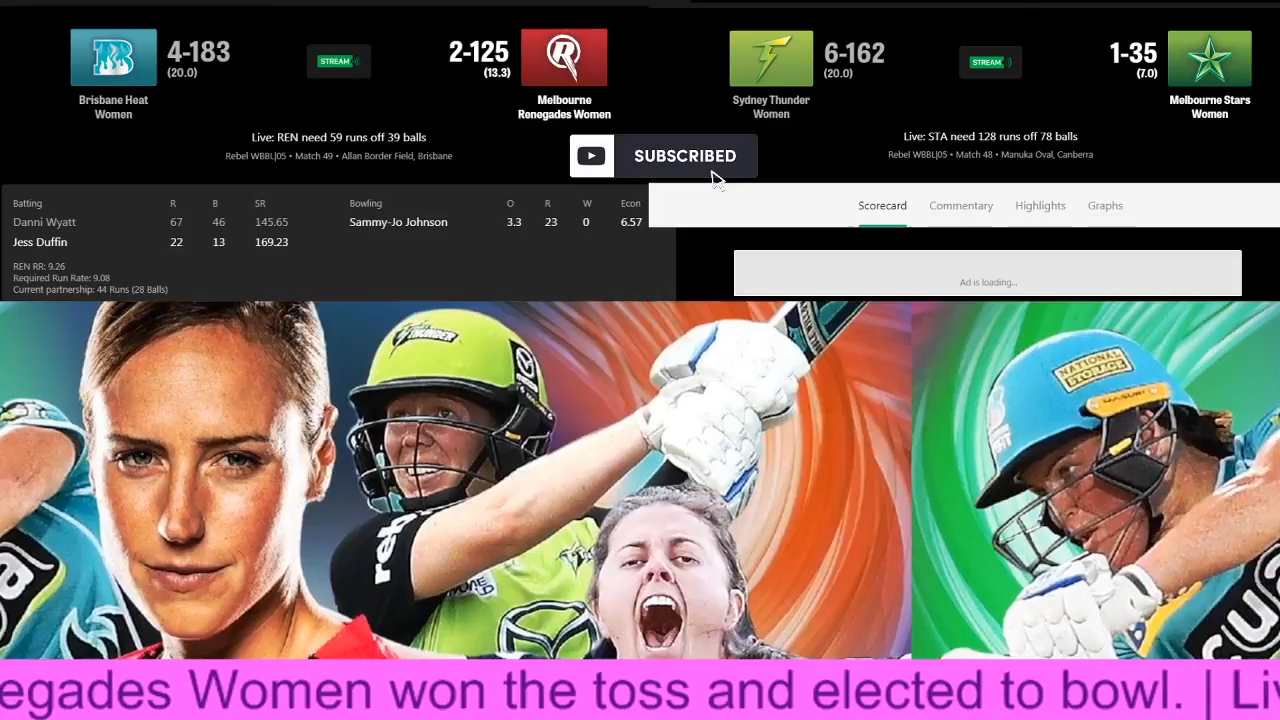 4-183
(20.0)
STREAM
2-125
(13.3)
Brisbane Heat
Women
Melbourne
Renegades Women
Live: REN need 59 runs off 39 balls
Rebel WBBL|05 • Match 49 • Allan Border Field, Brisbane
6-162
(20.0)
STREAM
1-35
(7.0)
Sydney Thunder
Women
Melbourne Stars
Women
Live: STA need 128 runs off 78 balls
Rebel WBBL|05 • Match 48 • Manuka Oval, Canberra
SUBSCRIBED
Batting R B SR Bowling O R W Econ
Danni Wyatt 67 46 145.65 Sammy-Jo Johnson 3.3 23 0 6.57
Jess Duffin 22 13 169.23
REN RR: 9.26
Required Run Rate: 9.08
Current partnership: 44 Runs (28 Balls)
Scorecard Commentary Highlights Graphs
Ad is loading...
THUNDER
NATIONAL
STORAGE
MASURI
reb
WORLD
egades Women won the toss and elected to bowl. | Liv